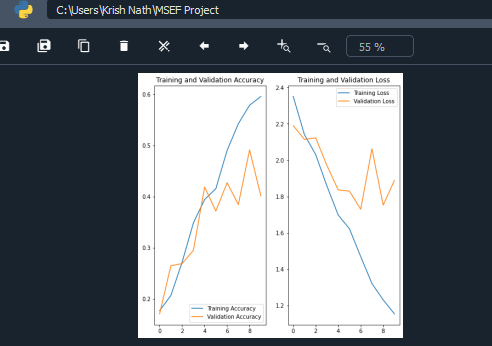 C:\Users\Krish Nath\MSEF Project
55 %
Training and Validation Accuracy
0.6
0.5
0.4
0.3
0.2
0 2 4 6 8
Training Accuracy
Validation Accuracy
Training and Validation Loss
2.4
2.2
2.0
1.8
1.6
1.4
1.2
0 2 4 6 8
Training Loss
Validation Loss